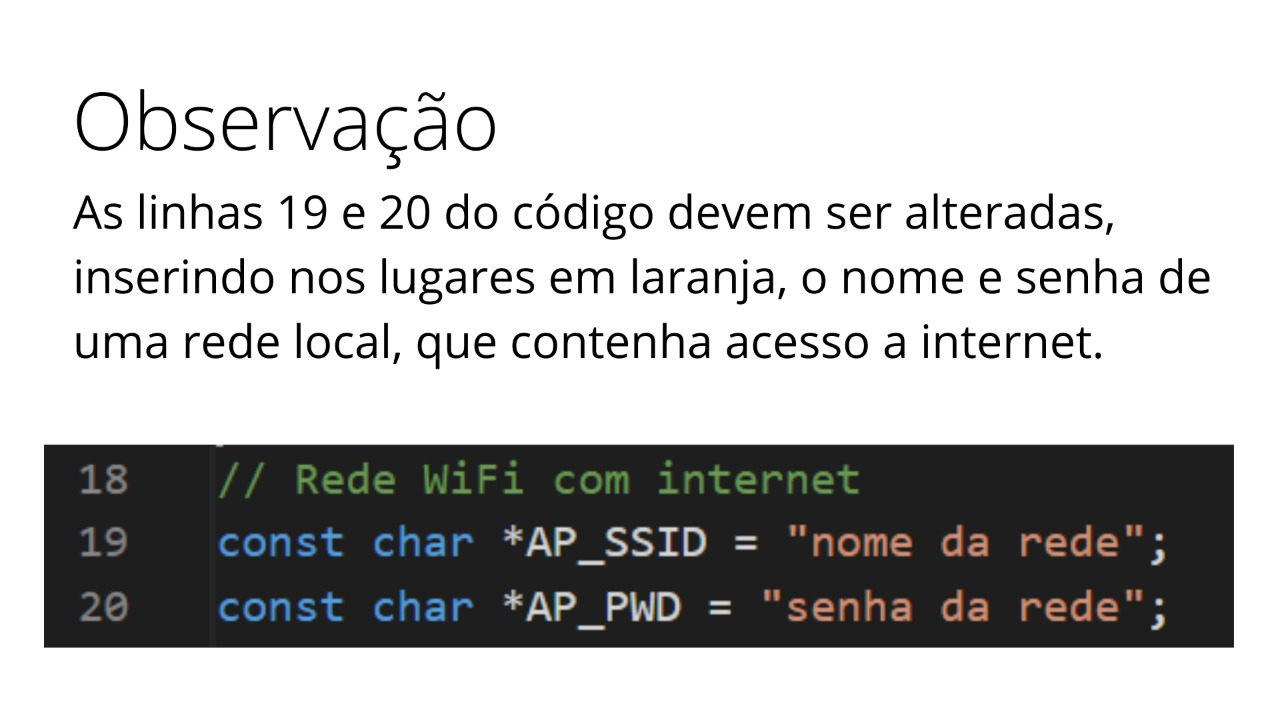 Observação
As linhas 19 e 20 do código devem ser alteradas,
inserindo nos lugares em laranja, o nome e senha de
uma rede local, que contenha acesso a internet.
18 // Rede WiFi com internet
19 const char *AP_SSID = "nome da rede";
20 const char *AP_PWD = "senha da rede";